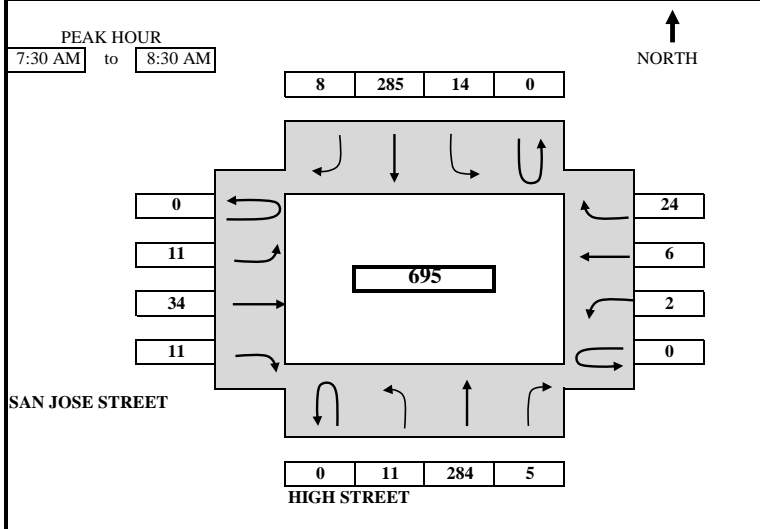 PEAK HOUR
7:30 AM to 8:30 AM
NORTH
8 285 14 0
0 24
11 6
695
34 2
11 0
SAN JOSE STREET
0 11 284 5
HIGH STREET